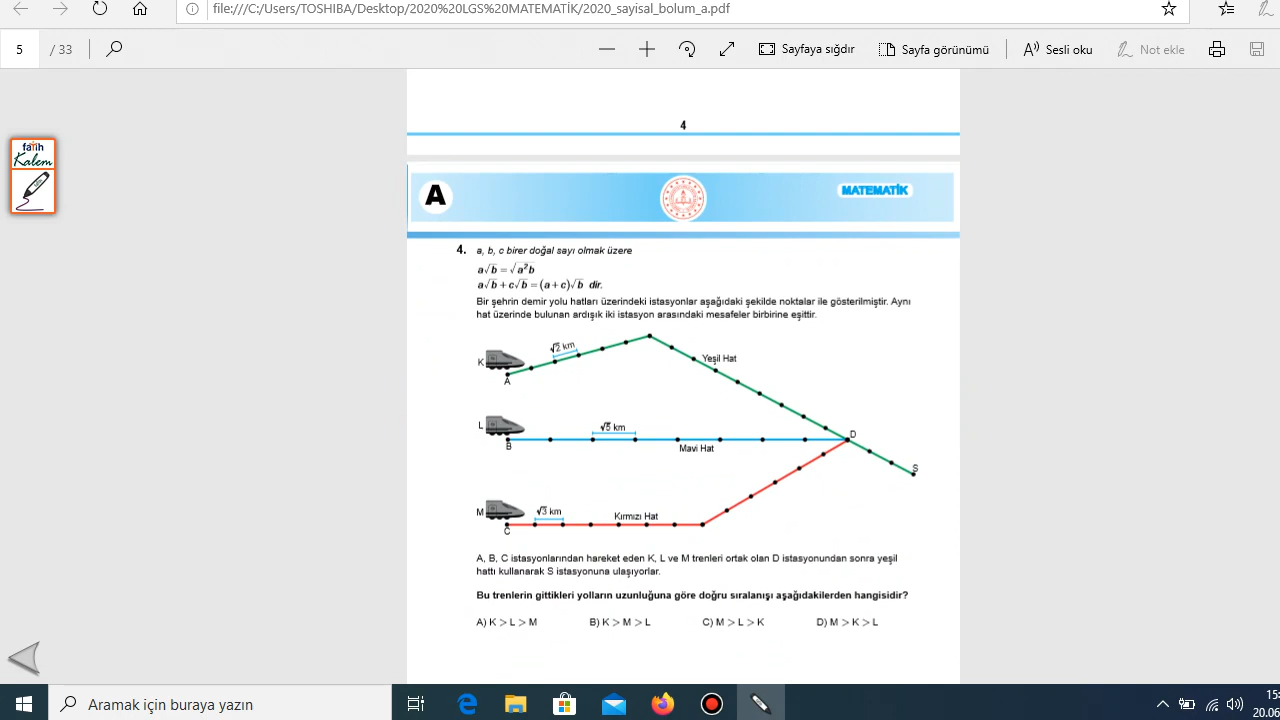 file:///C:/Users/TOSHIBA/Desktop/2020%20LGS%20MATEMATİK/2020_sayisal_bolum_a.pdf
5 / 33
Sayfaya sığdır
Sayfa görünümü
Sesli oku
Not ekle
fatih
Kalem
4
A
MATEMATİK
4. a, b, c birer doğal sayı olmak üzere
a√b = √a²b
a√b + c√b = (a + c)√b dir.
Bir şehrin demir yolu hatları üzerindeki istasyonlar aşağıdaki şekilde noktalar ile gösterilmiştir. Aynı
hat üzerinde bulunan ardışık iki istasyon arasındaki mesafeler birbirine eşittir.
√2 km
K
A
Yeşil Hat
L
B
√5 km
Mavi Hat
D
S
M
C
√3 km
Kırmızı Hat
A, B, C istasyonlarından hareket eden K, L ve M trenleri ortak olan D istasyonundan sonra yeşil
hattı kullanarak S istasyonuna ulaşıyorlar.
Bu trenlerin gittikleri yolların uzunluğuna göre doğru sıralanışı aşağıdakilerden hangisidir?
A) K > L > M
B) K > M > L
C) M > L > K
D) M > K > L
Aramak için buraya yazın
15:
20.06